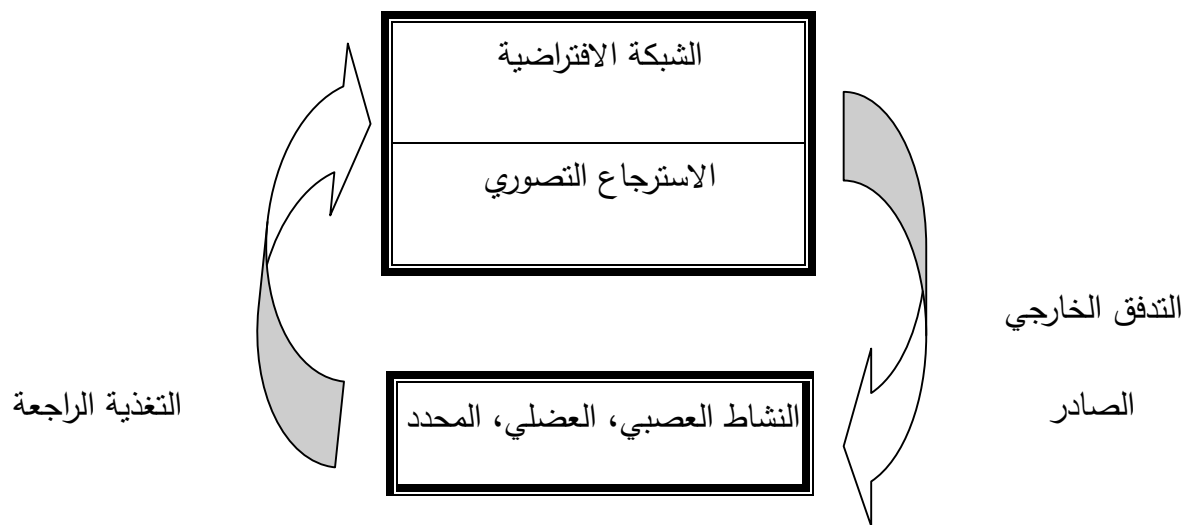 الشبكة الافتراضية
الاسترجاع التصوري
التدفق الخارجي
الصادر
النشاط العصبي، العضلي، المحدد
التغذية الراجعة